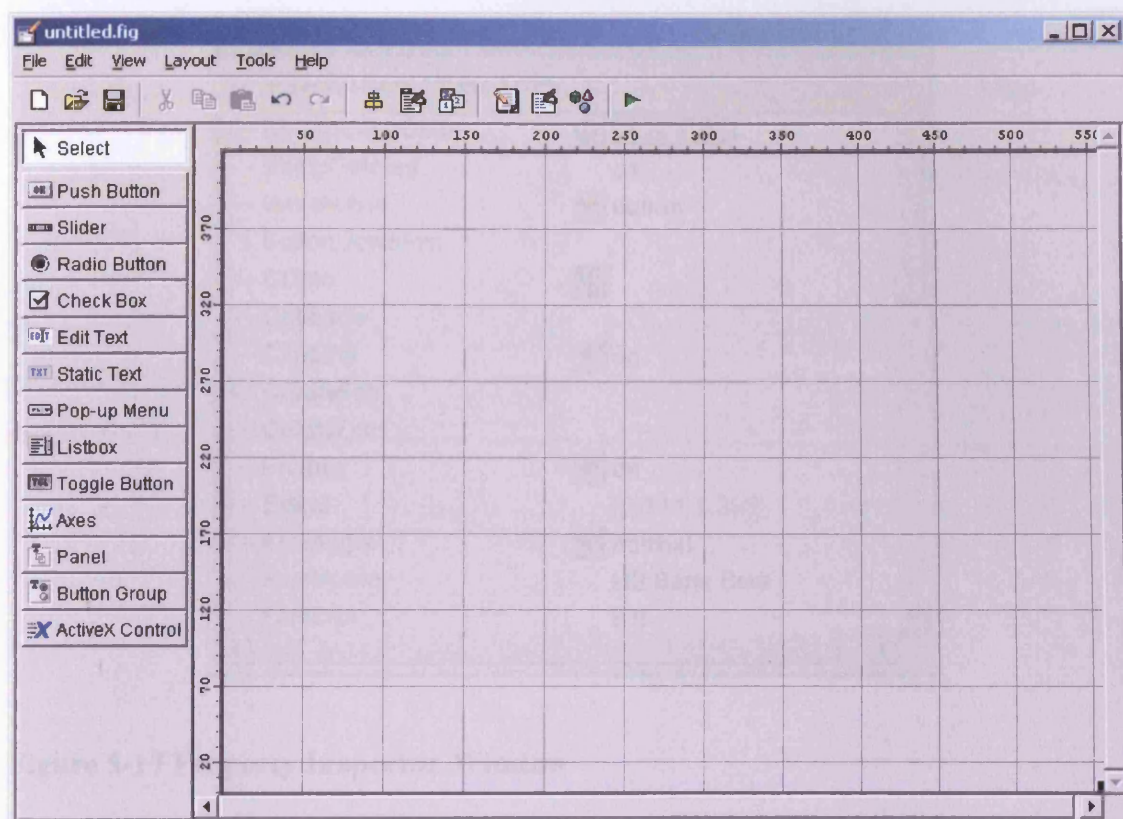 untitled.fig
File Edit View Layout Tools Help
50 100 150 200 250 300 350 400 450 500 550
Select
Push Button
Slider
Radio Button
Check Box
Edit Text
Static Text
Pop-up Menu
Listbox
Toggle Button
Axes
Panel
Button Group
ActiveX Control
370
320
270
220
170
120
70
20